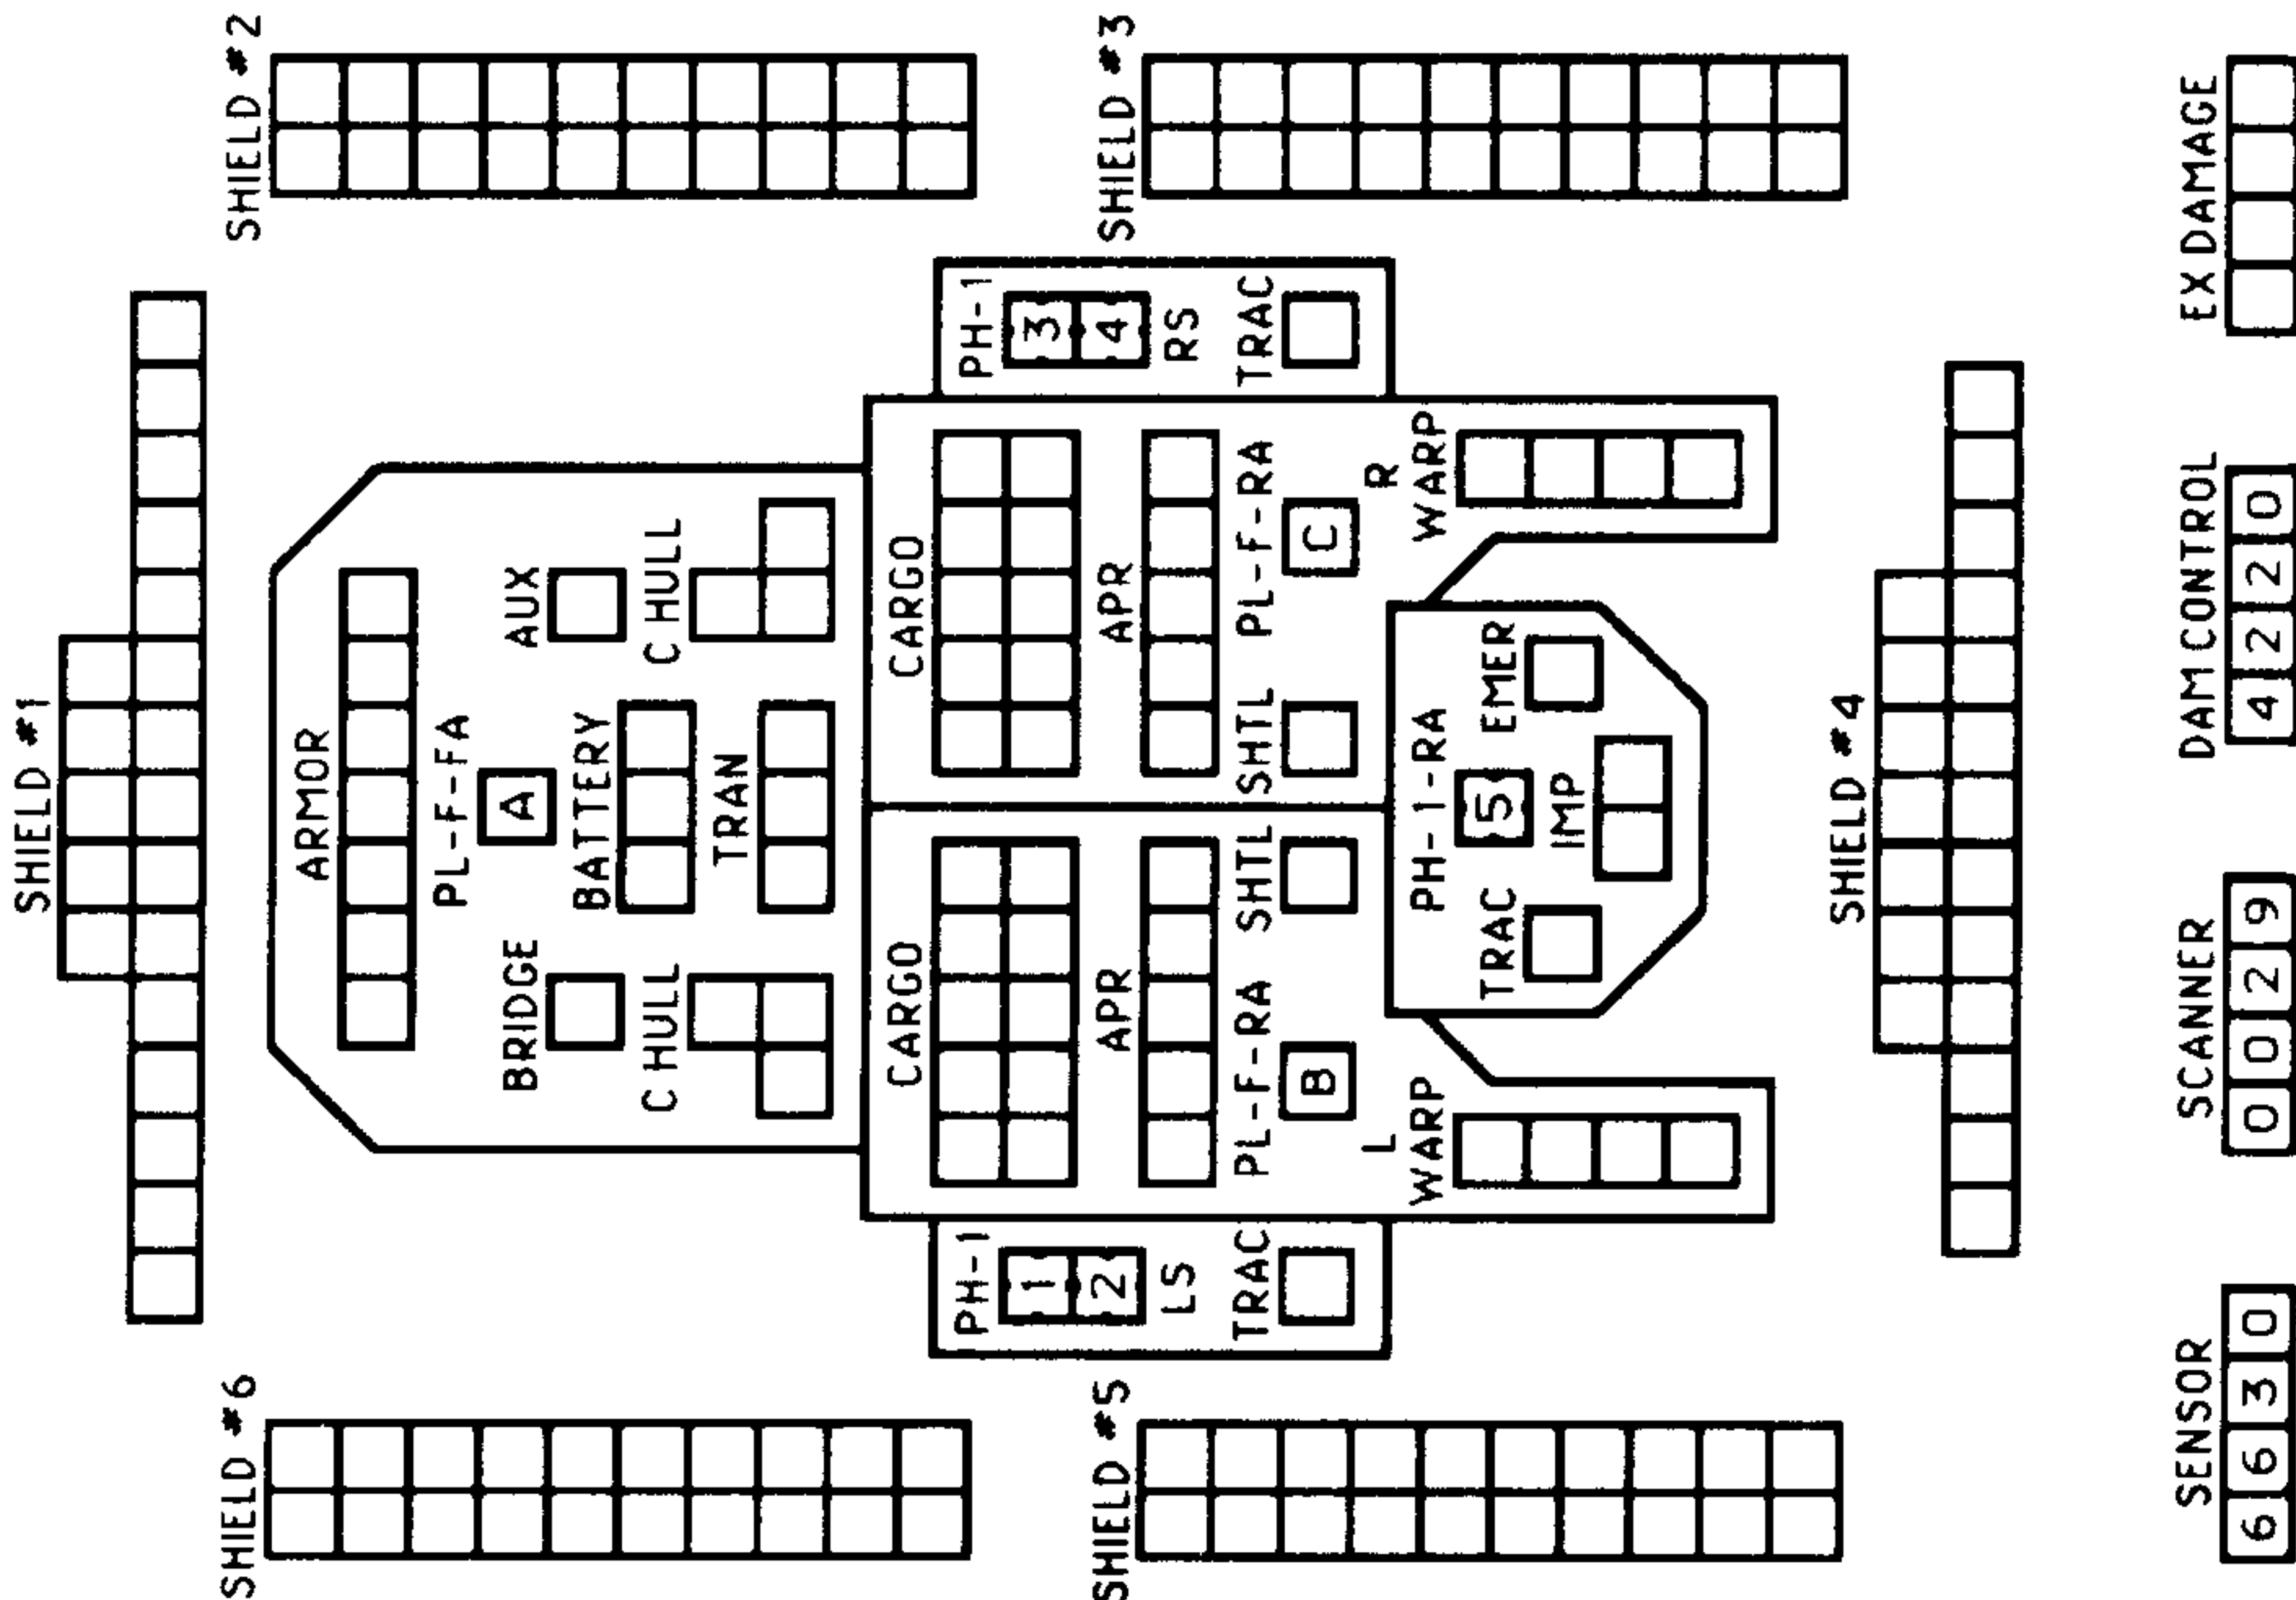 SHIELD #1
SHIELD #6
SHIELD #2
ARMOR
PL-F-FA
A
BRIDGE
AUX
BATTERY
C HULL
C HULL
TRAN
CARGO
CARGO
PH-1
1
2
LS
PH-1
3
4
RS
APR
APR
TRAC
PL-F-RA
B
SHTL
SHTL
PL-F-RA
C
TRAC
L
WARP
R
WARP
PH-1-RA
5
TRAC
EMER
IMP
SHIELD #5
SHIELD #3
SHIELD #4
SENSOR
6 6 3 0
SCANNER
0 0 2 9
DAM CONTROL
4 2 2 0
EX DAMAGE